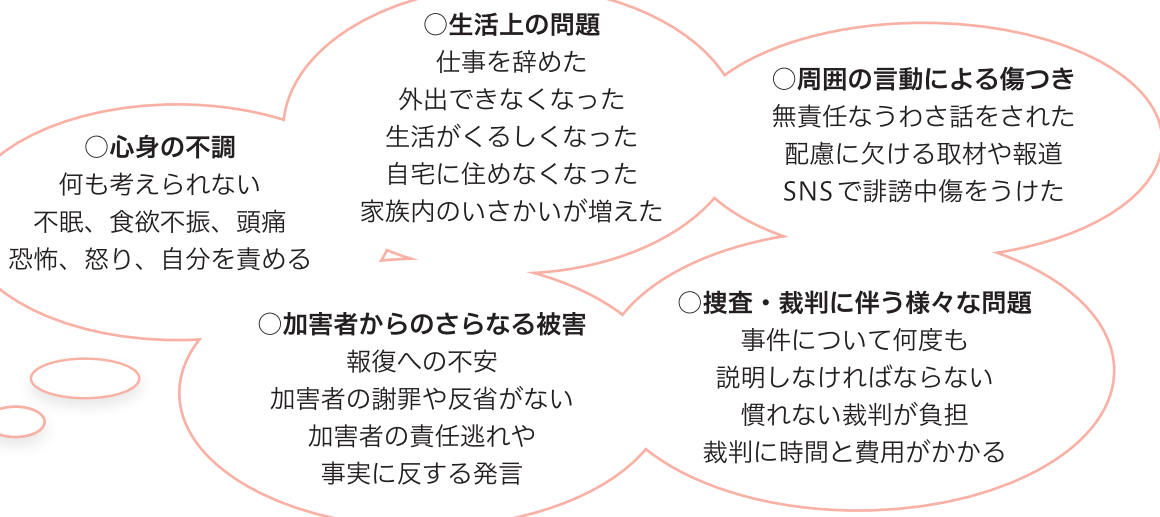 ○心身の不調
何も考えられない
不眠、食欲不振、頭痛
恐怖、怒り、自分を責める
○生活上の問題
仕事を辞めた
外出できなくなった
生活がくるしくなった
自宅に住めなくなった
家族内のいさかいが増えた
○周囲の言動による傷つき
無責任なうわさ話をされた
配慮に欠ける取材や報道
SNSで誹謗中傷をうけた
○加害者からのさらなる被害
報復への不安
加害者の謝罪や反省がない
加害者の責任逃れや
事実に反する発言
○捜査・裁判に伴う様々な問題
事件について何度も
説明しなければならない
慣れない裁判が負担
裁判に時間と費用がかかる